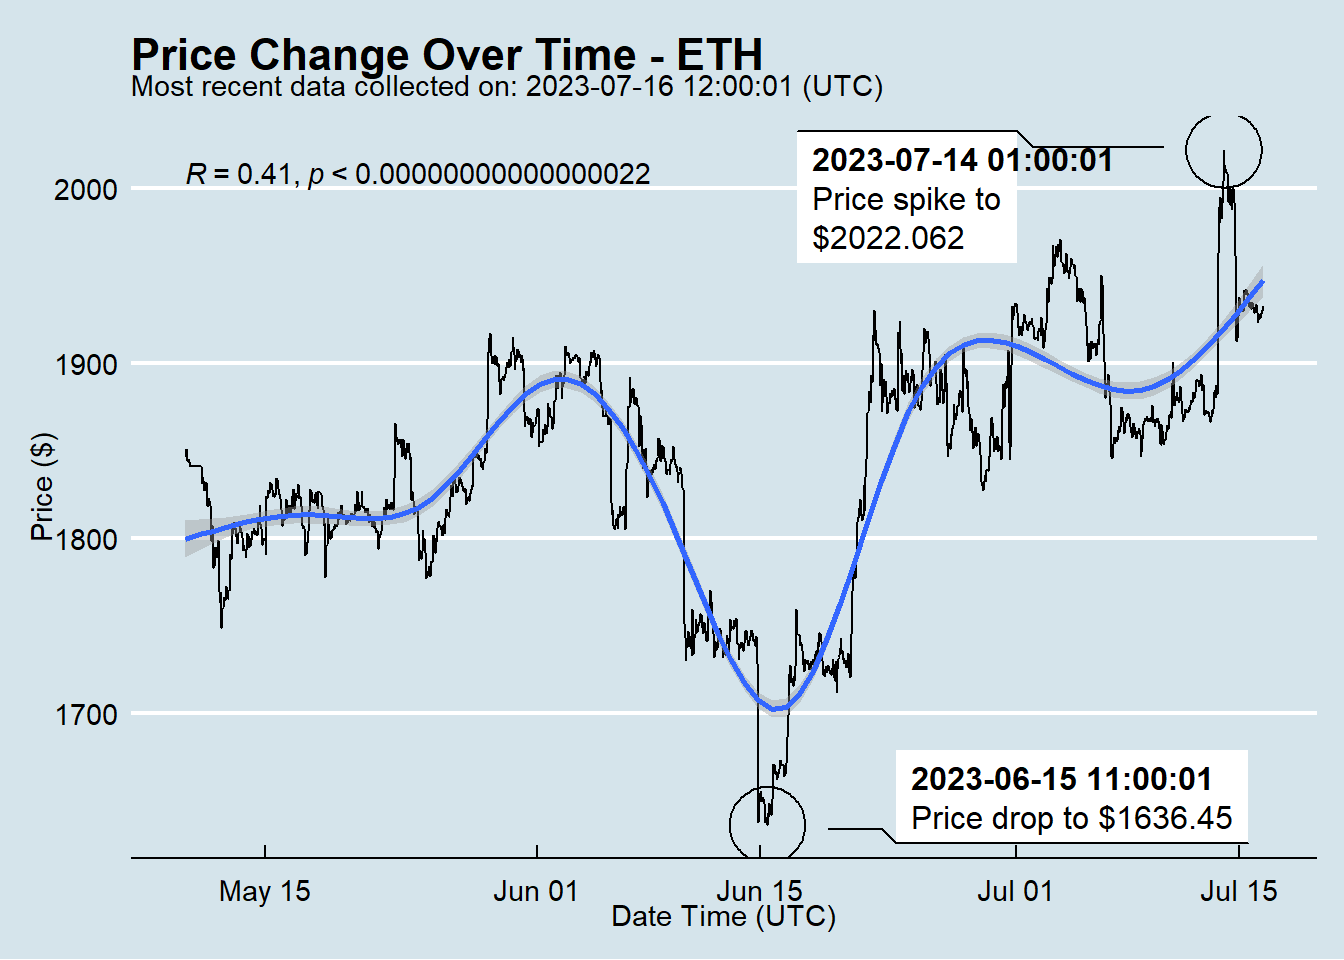 Price Change Over Time - ETH
Most recent data collected on: 2023-07-16 12:00:01 (UTC)
R = 0.41, p < 0.00000000000000022
2023-07-14 01:00:01
Price spike to
$2022.062
2000
1900
1800
1700
Price ($)
2023-06-15 11:00:01
Price drop to $1636.45
May 15
Jun 01
Jun 15
Jul 01
Jul 15
Date Time (UTC)